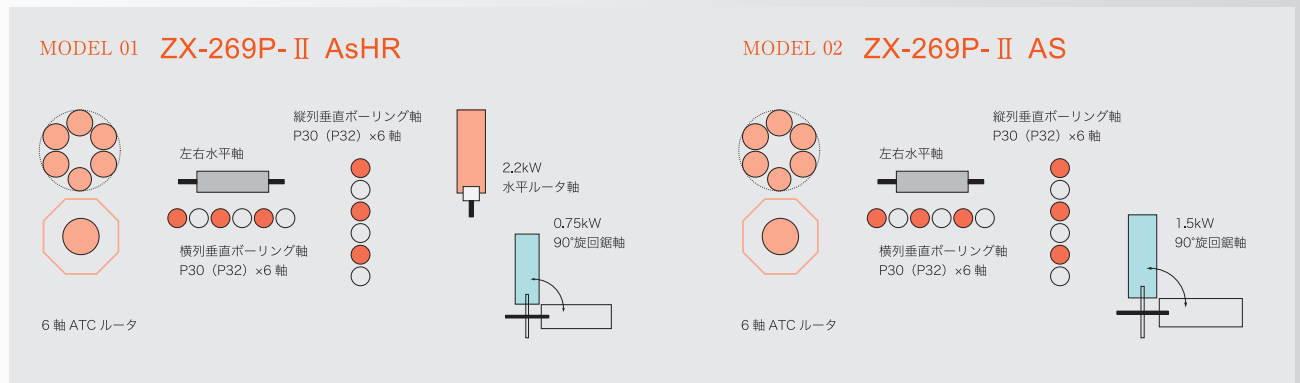 MODEL 01 ZX-269P-Ⅱ AsHR
縦列垂直ボーリング軸
P30（P32）×6 軸
左右水平軸
2.2kW
水平ルータ軸
横列垂直ボーリング軸
P30（P32）×6 軸
0.75kW
90°旋回鋸軸
6 軸 ATC ルータ
MODEL 02 ZX-269P-Ⅱ AS
縦列垂直ボーリング軸
P30（P32）×6 軸
左右水平軸
横列垂直ボーリング軸
P30（P32）×6 軸
1.5kW
90°旋回鋸軸
6 軸 ATC ルータ